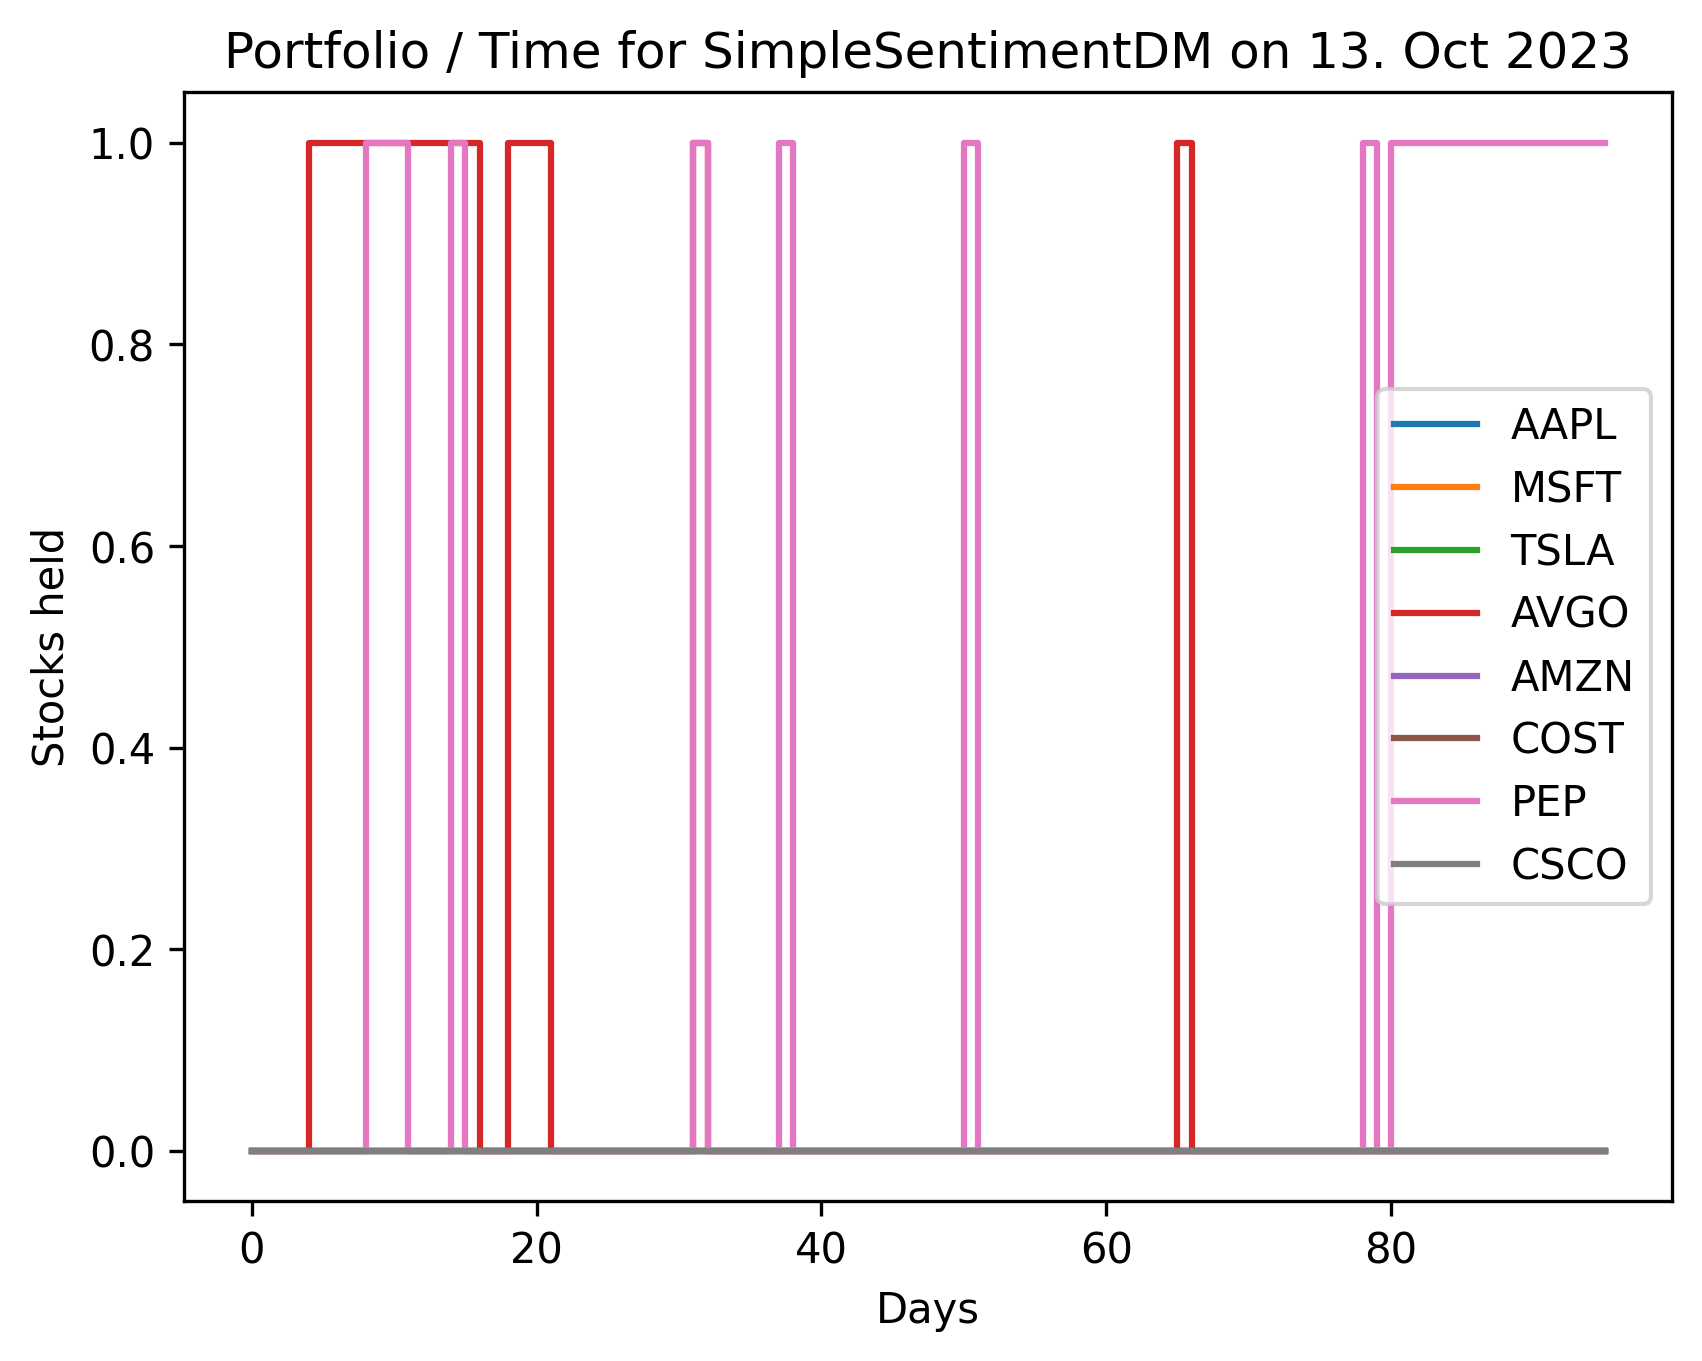 Portfolio / Time for SimpleSentimentDM on 13. Oct 2023
1.0
0.8
0.6
0.4
0.2
0.0
Stocks held
AAPL
MSFT
TSLA
AVGO
AMZN
COST
PEP
CSCO
0 20 40 60 80
Days